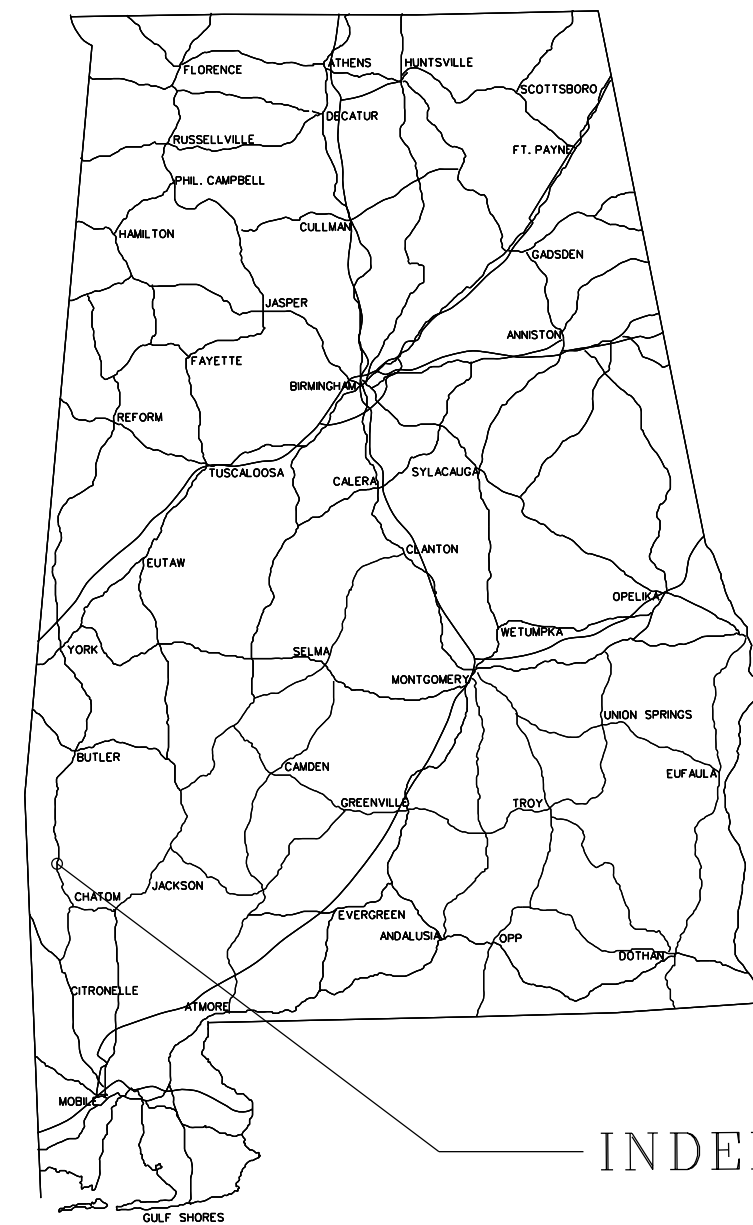 FLORENCE
ATHENS
HUNTSVILLE
SCOTTSBORO
DECATUR
RUSSELLVILLE
FT. PAYNE
PHIL. CAMPBELL
CULLMAN
HAMILTON
GADSDEN
JASPER
ANNISTON
FAYETTE
BIRMINGHAM
REFORM
TUSCALOOSA
CALERA
SYLACAUGA
CLANTON
EUTAW
OPELIKA
WETUMPKA
YORK
SELMA
MONTGOMERY
UNION SPRINGS
BUTLER
CAMDEN
EUFAULA
GREENVILLE
TROY
JACKSON
CHATOM
EVERGREEN
ANDALUSIA
OPP
DOTHAN
CITRONELLE
ATMORE
MOBILE
INDE
GULF SHORES